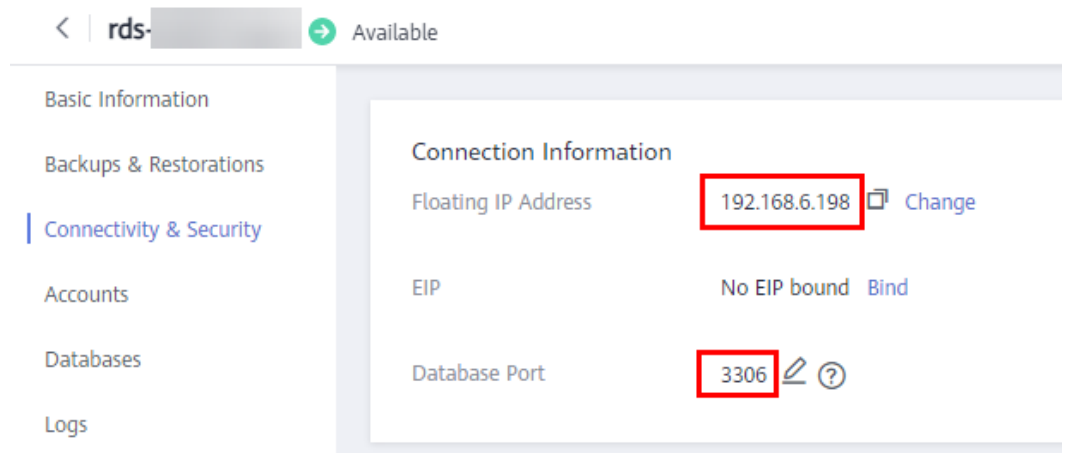 rds-
Available
Basic Information
Backups & Restorations
Connectivity & Security
Accounts
Databases
Logs
Connection Information
Floating IP Address 192.168.6.198 Change
EIP No EIP bound Bind
Database Port 3306